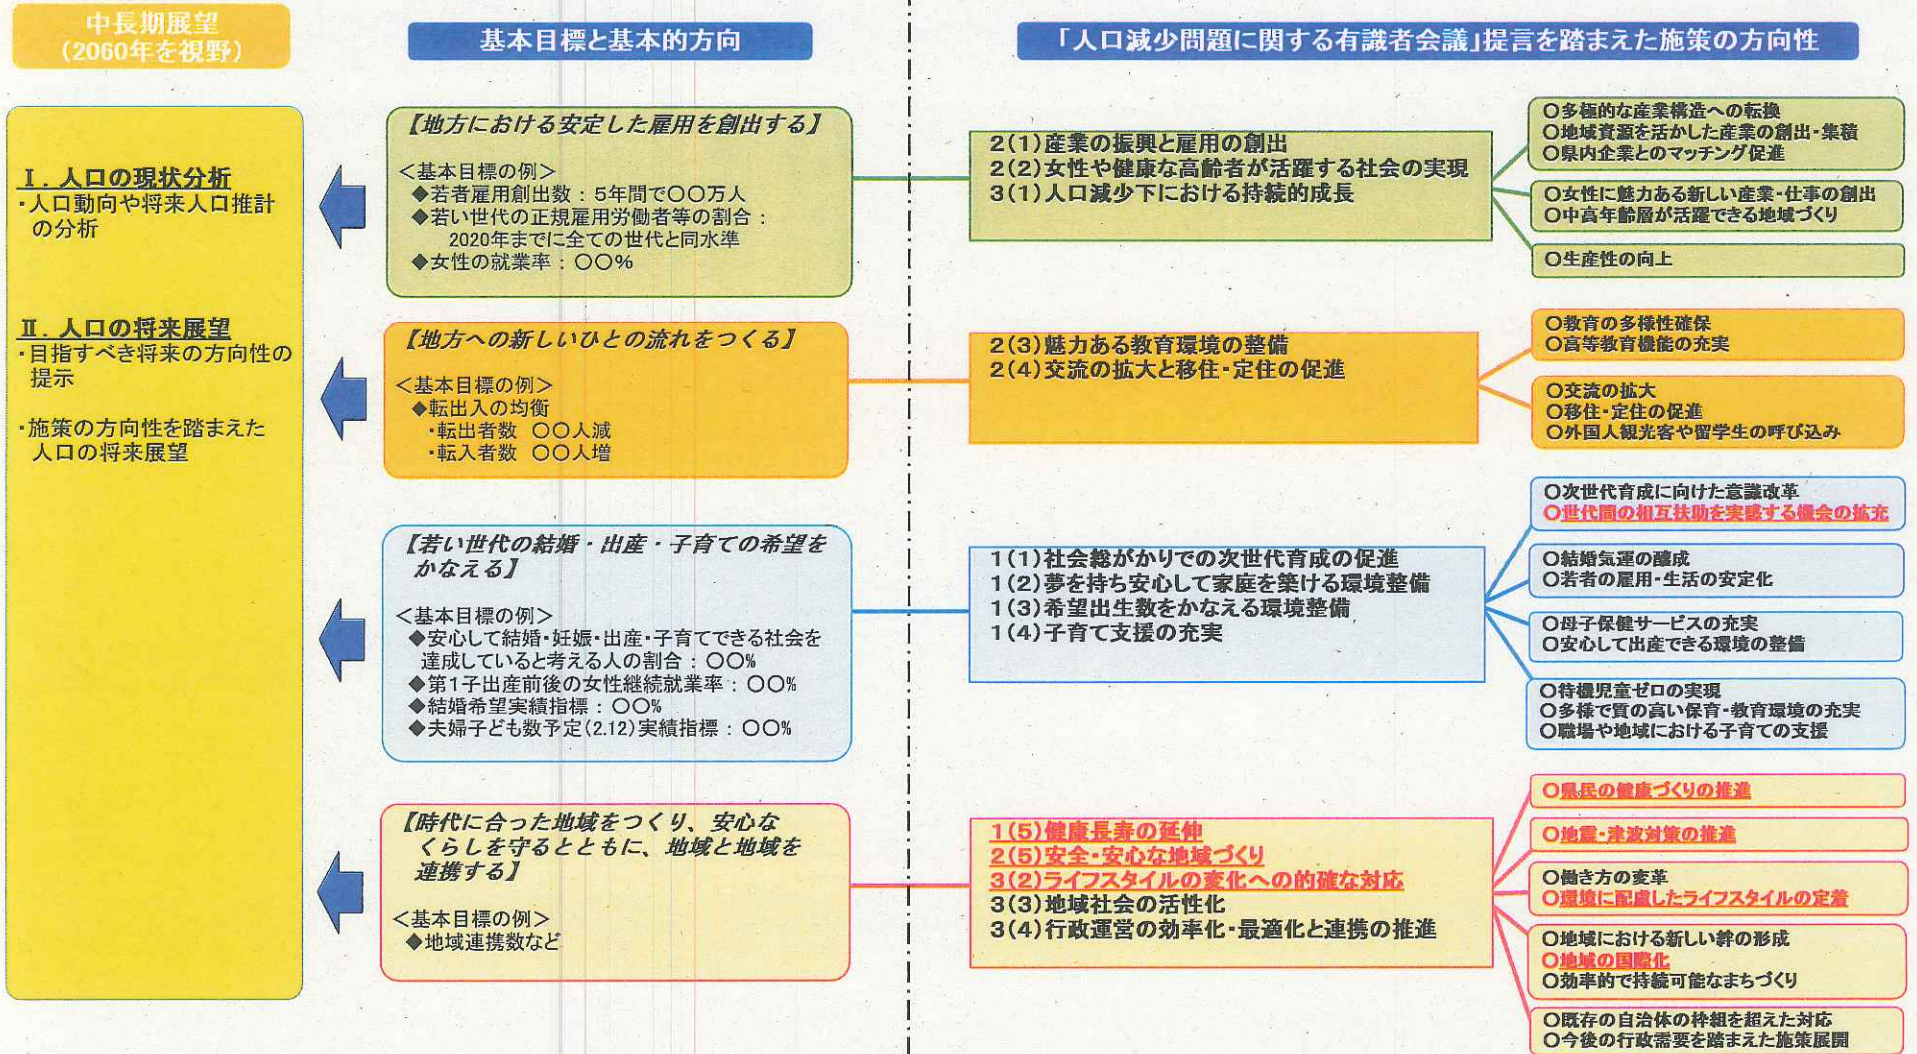 中長期展望
(2060年を視野)
基本目標と基本的方向
「人口減少問題に関する有識者会議」提言を踏まえた施策の方向性
Ⅰ. 人口の現状分析
・人口動向や将来人口推計
の分析
Ⅱ. 人口の将来展望
・目指すべき将来の方向性の
提示
・施策の方向性を踏まえた
人口の将来展望
【地方における安定した雇用を創出する】
＜基本目標の例＞
◆若者雇用創出数：5年間で〇〇万人
◆若い世代の正規雇用労働者等の割合：
2020年までに全ての世代と同水準
◆女性の就業率：〇〇%
2(1)産業の振興と雇用の創出
2(2)女性や健康な高齢者が活躍する社会の実現
3(1)人口減少下における持続的成長
〇多極的な産業構造への転換
〇地域資源を活かした産業の創出・集積
〇県内企業とのマッチング促進
〇女性に魅力ある新しい産業・仕事の創出
〇中高年齢層が活躍できる地域づくり
〇生産性の向上
【地方への新しいひとの流れをつくる】
＜基本目標の例＞
◆転出入の均衡
・転出者数 〇〇人減
・転入者数 〇〇人増
2(3)魅力ある教育環境の整備
2(4)交流の拡大と移住・定住の促進
〇教育の多様性確保
〇高等教育機能の充実
〇交流の拡大
〇移住・定住の促進
〇外国人観光客や留学生の呼び込み
【若い世代の結婚・出産・子育ての希望を
かなえる】
＜基本目標の例＞
◆安心して結婚・妊娠・出産・子育てできる社会を
達成していると考える人の割合：〇〇%
◆第1子出産前後の女性継続就業率：〇〇%
◆結婚希望実績指標：〇〇%
◆夫婦子ども数予定(2.12)実績指標：〇〇%
1(1)社会総がかりでの次世代育成の促進
1(2)夢を持ち安心して家庭を築ける環境整備
1(3)希望出生数をかなえる環境整備
1(4)子育て支援の充実
〇次世代育成に向けた意識改革
〇世代間の相互扶助を実感する機会の拡充
〇結婚気運の醸成
〇若者の雇用・生活の安定化
〇母子保健サービスの充実
〇安心して出産できる環境の整備
〇待機児童ゼロの実現
〇多様で質の高い保育・教育環境の充実
〇職場や地域における子育ての支援
【時代に合った地域をつくり、安心な
くらしを守るとともに、地域と地域を
連携する】
＜基本目標の例＞
◆地域連携数など
1(5)健康長寿の延伸
2(5)安全・安心な地域づくり
3(2)ライフスタイルの変化への的確な対応
3(3)地域社会の活性化
3(4)行政運営の効率化・最適化と連携の推進
〇県民の健康づくりの推進
〇地震・津波対策の推進
〇働き方の変革
〇環境に配慮したライフスタイルの定着
〇地域における新しい絆の形成
〇地域の国際化
〇効率的で持続可能なまちづくり
〇既存の自治体の枠組を超えた対応
〇今後の行政需要を踏まえた施策展開